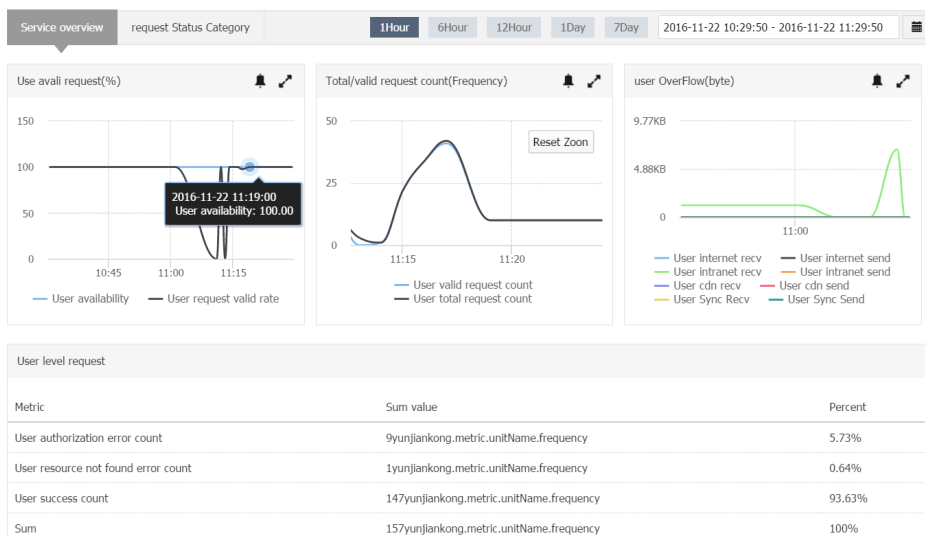 Service overview request Status Category 1Hour 6Hour 12Hour 1Day 7Day 2016-11-22 10:29:50 - 2016-11-22 11:29:50
Use avali request(%)
150
100
50
0
2016-11-22 11:19:00
User availability: 100.00
10:45 11:00 11:15
User availability User request valid rate
Total/valid request count(Frequency)
50
Reset Zoon
25
0
11:15 11:20
User valid request count
User total request count
user OverFlow(byte)
9.77KB
4.88KB
0
11:00
User internet recv User internet send
User intranet recv User intranet send
User cdn recv User cdn send
User Sync Recv User Sync Send
User level request
Metric Sum value Percent
User authorization error count 9yunjiankong.metric.unitName.frequency 5.73%
User resource not found error count 1yunjiankong.metric.unitName.frequency 0.64%
User success count 147yunjiankong.metric.unitName.frequency 93.63%
Sum 157yunjiankong.metric.unitName.frequency 100%